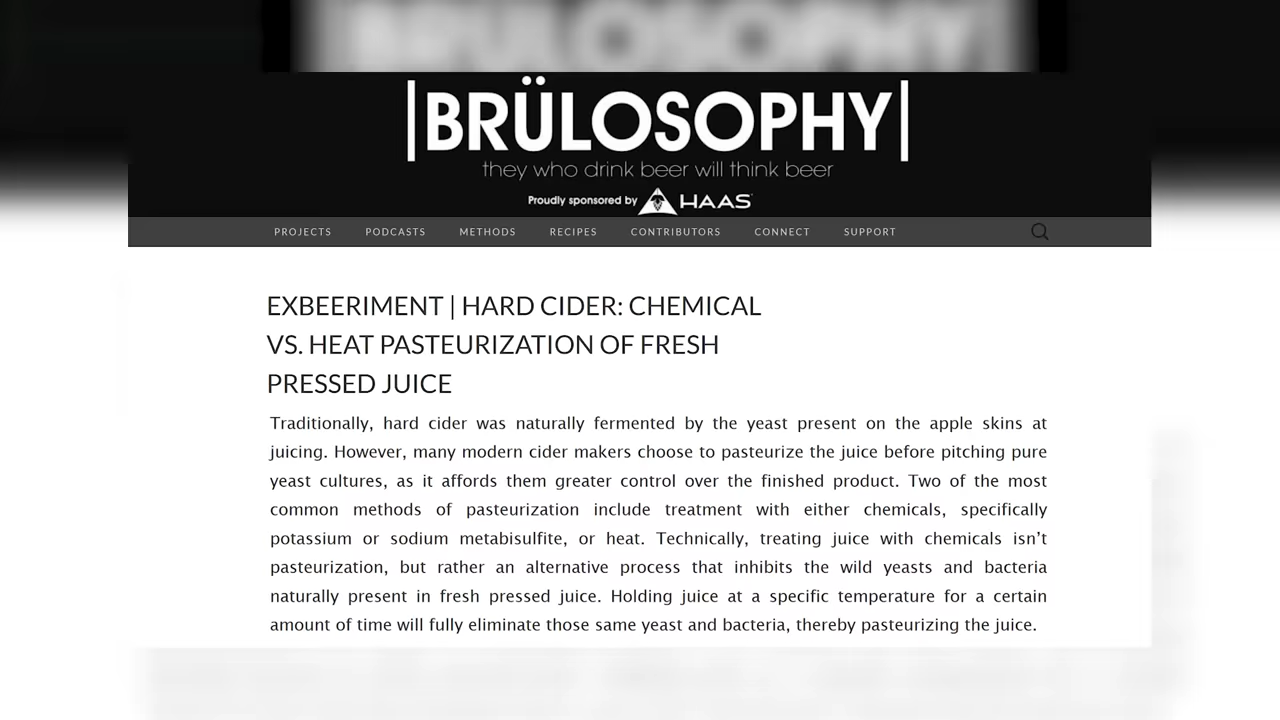 |BRÜLOSOPHY|
they who drink beer will think beer
Proudly sponsored by HAAS
PROJECTS PODCASTS METHODS RECIPES CONTRIBUTORS CONNECT SUPPORT
EXBEERIMENT | HARD CIDER: CHEMICAL
VS. HEAT PASTEURIZATION OF FRESH
PRESSED JUICE
Traditionally, hard cider was naturally fermented by the yeast present on the apple skins at
juicing. However, many modern cider makers choose to pasteurize the juice before pitching pure
yeast cultures, as it affords them greater control over the finished product. Two of the most
common methods of pasteurization include treatment with either chemicals, specifically
potassium or sodium metabisulfite, or heat. Technically, treating juice with chemicals isn’t
pasteurization, but rather an alternative process that inhibits the wild yeasts and bacteria
naturally present in fresh pressed juice. Holding juice at a specific temperature for a certain
amount of time will fully eliminate those same yeast and bacteria, thereby pasteurizing the juice.